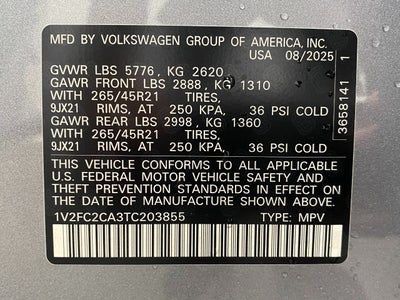 MFD BY VOLKSWAGEN GROUP OF AMERICA, INC.
USA 08/2025
GVWR LBS 5776, KG 2620
GAWR FRONT LBS 2888, KG 1310
WITH 265/45R21 TIRES,
9JX21 RIMS, AT 250 KPA, 36 PSI COLD
GAWR REAR LBS 2998, KG 1360
WITH 265/45R21 TIRES,
9JX21 RIMS, AT 250 KPA, 36 PSI COLD
THIS VEHICLE CONFORMS TO ALL APPLICABLE
U.S. FEDERAL MOTOR VEHICLE SAFETY AND
THEFT PREVENTION STANDARDS IN EFFECT ON
THE DATE OF MANUFACTURE SHOWN ABOVE.
1V2FC2CA3TC203855 TYPE: MPV
3658141 1